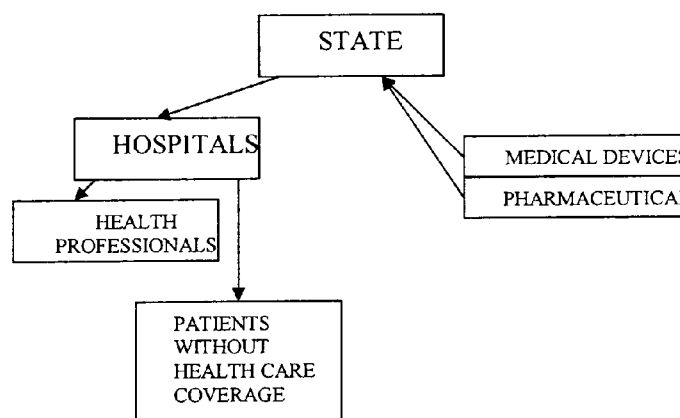 STATE
HOSPITALS
MEDICAL DEVICES
PHARMACEUTICAL
HEALTH
PROFESSIONALS
PATIENTS
WITHOUT
HEALTH CARE
COVERAGE